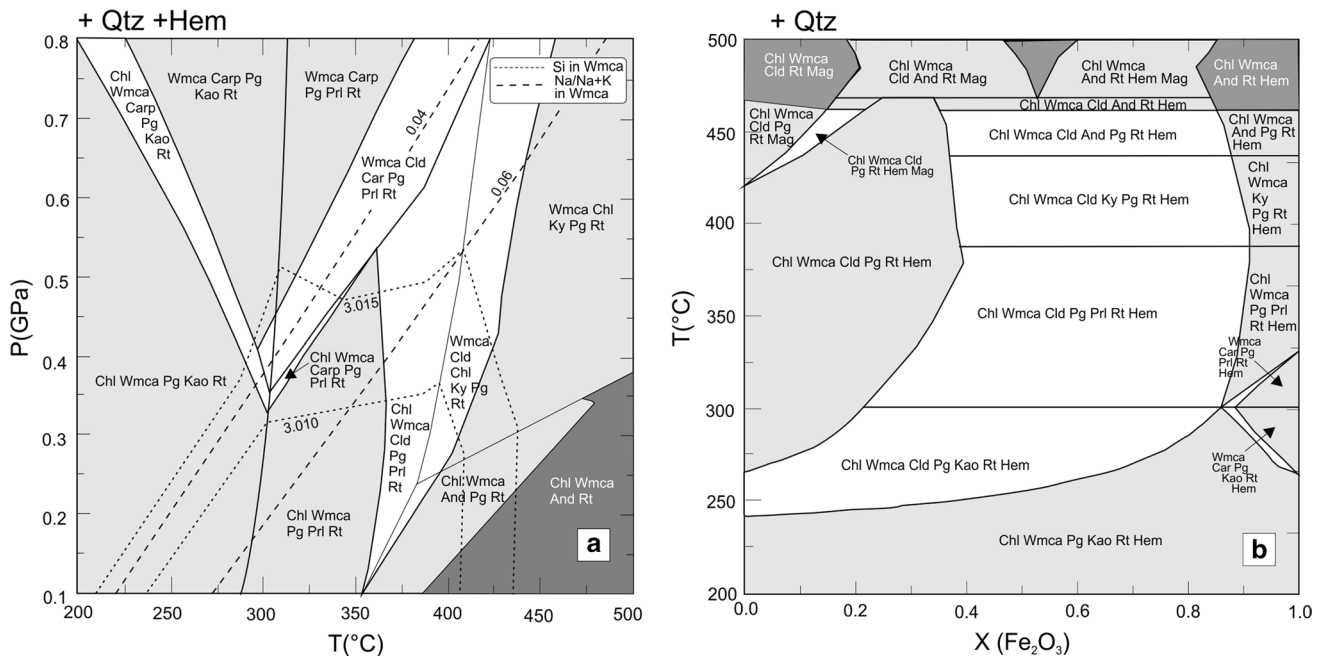 + Qtz +Hem
P(GPa)
0.8
0.7
0.6
0.5
0.4
0.3
0.2
0.1
200
250
300
350
400
450
500
T(°C)
Chl
Wmca
Carp
Pg
Kao
Rt
Wmca Carp Pg
Kao Rt
Wmca Carp
Pg Prl Rt
Si in Wmca
Na/Na+K
in Wmca
0.04
Wmca Cld
Car Pg
Prl Rt
0.06
Wmca Chl
Ky Pg Rt
3.015
Chl Wmca Pg Kao Rt
Chl Wmca
Carp Pg
Prl Rt
Wmca
Cld
Chl
Ky Pg
Rt
3.010
Chl
Wmca
Cld
Pg
Prl
Rt
Chl Wmca
And Pg Rt
Chl Wmca
And Rt
Chl Wmca
Pg Prl Rt
a
+ Qtz
T(°C)
500
450
400
350
300
250
200
0.0
0.2
0.4
0.6
0.8
1.0
X (Fe2O3)
Chl Wmca
Cld Rt Mag
Chl Wmca
Cld And Rt Mag
Chl Wmca
And Rt Hem Mag
Chl Wmca
And Rt Hem
Chl Wmca Cld And Rt Hem
Chl Wmca
Cld Pg
Rt Mag
Chl Wmca Cld
Pg Rt Hem Mag
Chl Wmca Cld And Pg Rt Hem
Chl Wmca
And Pg Rt
Hem
Chl Wmca Cld Ky Pg Rt Hem
Chl
Wmca
Ky
Pg Rt
Hem
Chl Wmca Cld Pg Rt Hem
Chl Wmca Cld Pg Prl Rt Hem
Chl
Wmca
Pg Prl
Rt Hem
Wmca
Car Pg
Prl Rt
Hem
Chl Wmca Cld Pg Kao Rt Hem
Wmca
Car Pg
Kao Rt
Hem
Chl Wmca Pg Kao Rt Hem
b